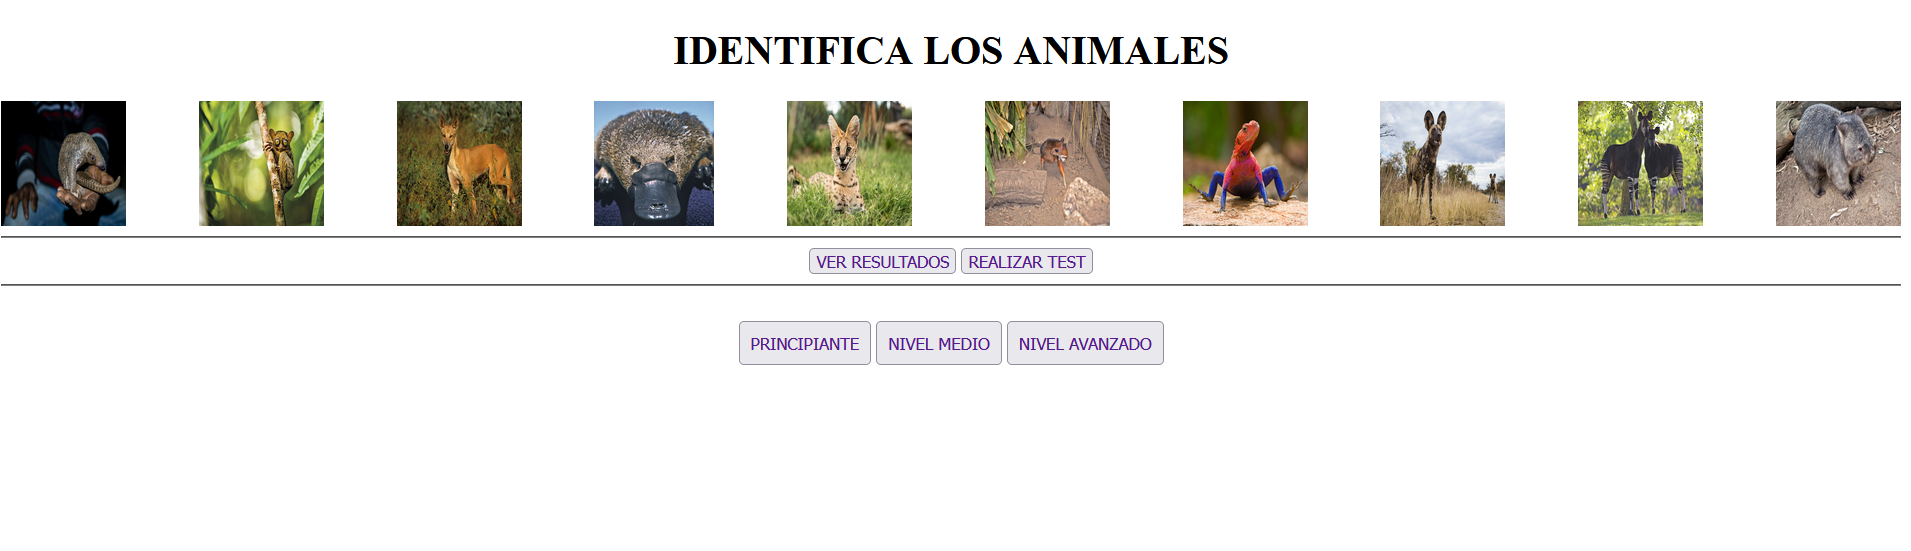 IDENTIFICA LOS ANIMALES
VER RESULTADOS REALIZAR TEST
PRINCIPIANTE NIVEL MEDIO NIVEL AVANZADO